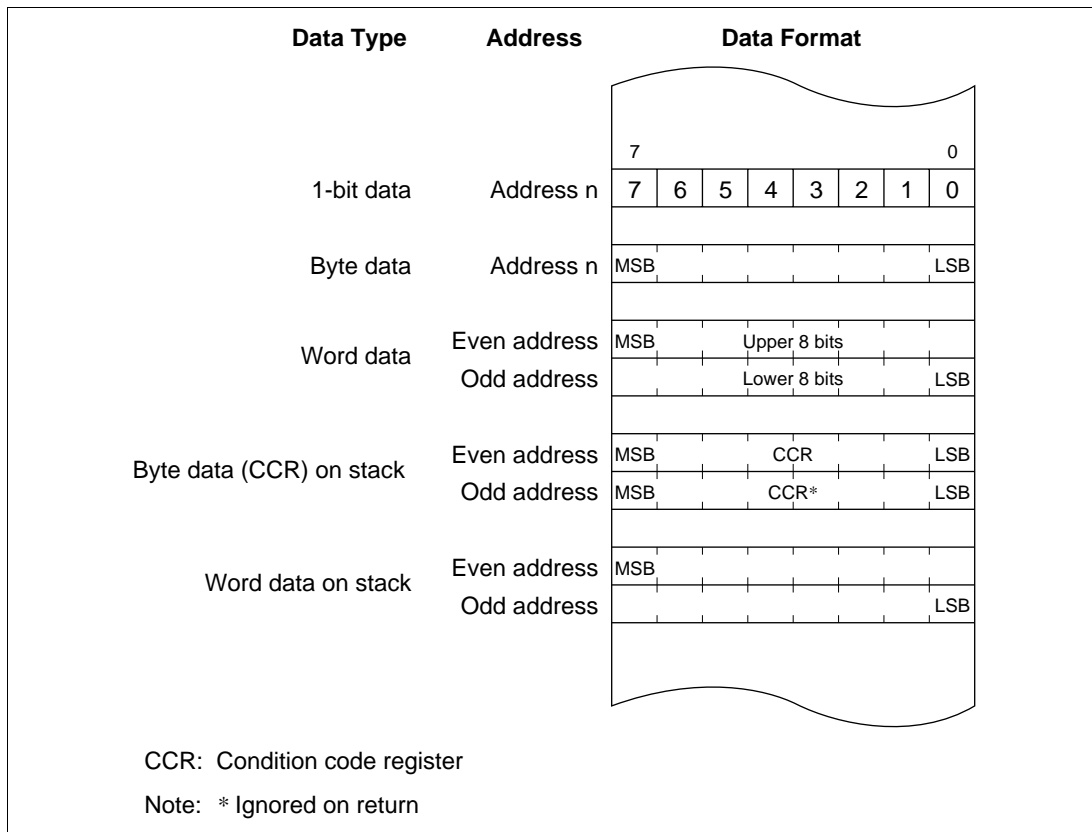 Data Type Address Data Format
7 0
1-bit data Address n 7 6 5 4 3 2 1 0
Byte data Address n MSB LSB
Word data
Even address MSB Upper 8 bits
Odd address Lower 8 bits LSB
Byte data (CCR) on stack
Even address MSB CCR LSB
Odd address MSB CCR* LSB
Word data on stack
Even address MSB
Odd address LSB
CCR: Condition code register
Note: * Ignored on return